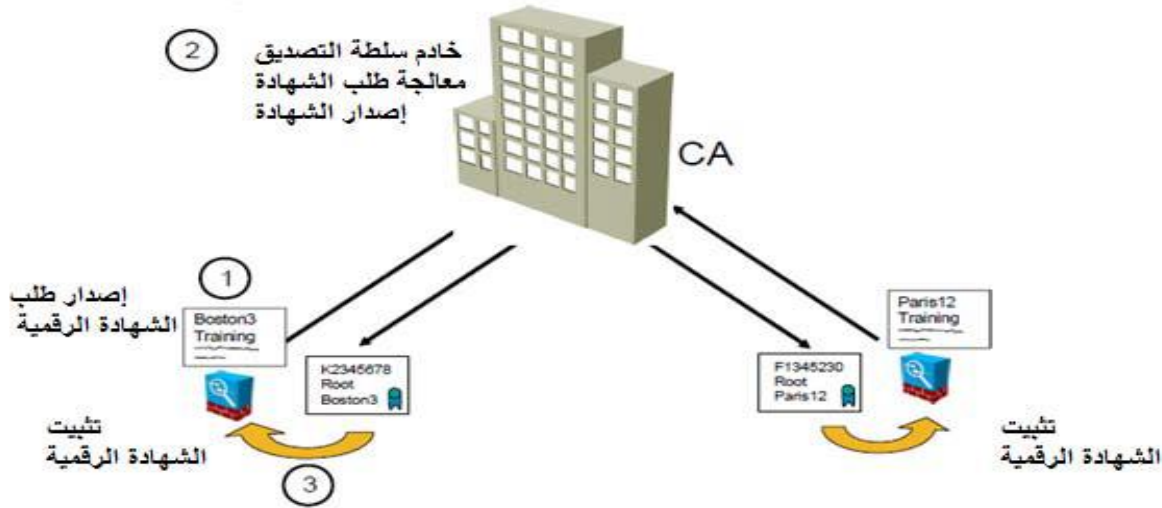 2
خادم سلطة التصديق
معالجة طلب الشهادة
إصدار الشهادة
CA
1
إصدار طلب
الشهادة الرقمية
Boston3
Training
K2345678
Root
Boston3
تثبيت
الشهادة الرقمية
3
Paris12
Training
F1345230
Root
Paris12
تثبيت
الشهادة الرقمية